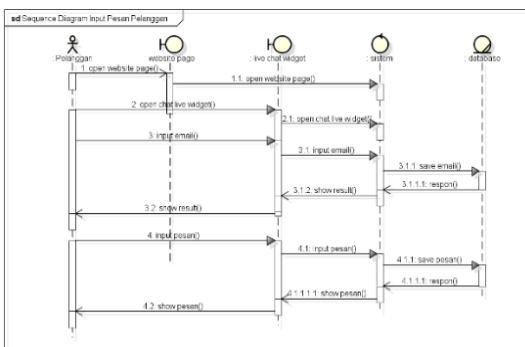 sd Sequence Diagram Input Pesan Pelanggan
: Pelanggan
website page
: live chat widget
: sistem
: database
1: open website page()
1.1: open website page()
2: open chat live widget()
2.1: open chat live widget()
3: input email()
3.1: input email()
3.1.1: save email()
3.1.1.1: respon()
3.1.2: show result()
3.2: show result()
4: input pesan()
4.1: input pesan()
4.1.1: save pesan()
4.1.1.1: respon()
4.1.1.1.1: show pesan()
4.2: show pesan()